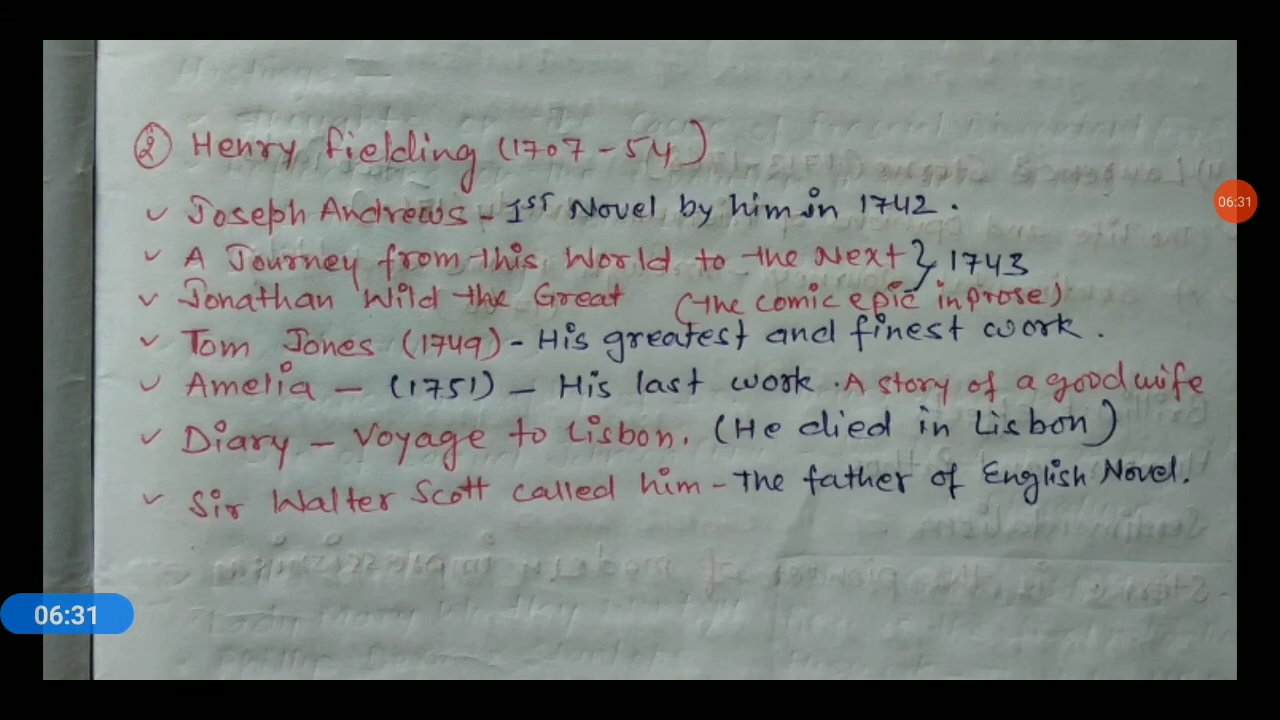 ② Henry Fielding (1707-54)
✓ Joseph Andrews - 1ST Novel by him in 1742.
✓ A Journey from this World to the Next } 1743
✓ Jonathan Wild the Great (the comic epic in prose)
✓ Tom Jones (1749) - His greatest and finest work.
✓ Amelia - (1751) - His last work. A story of a good wife
✓ Diary - Voyage to Lisbon. (He died in Lisbon)
✓ Sir Walter Scott called him - The father of English Novel.
06:31
06:31